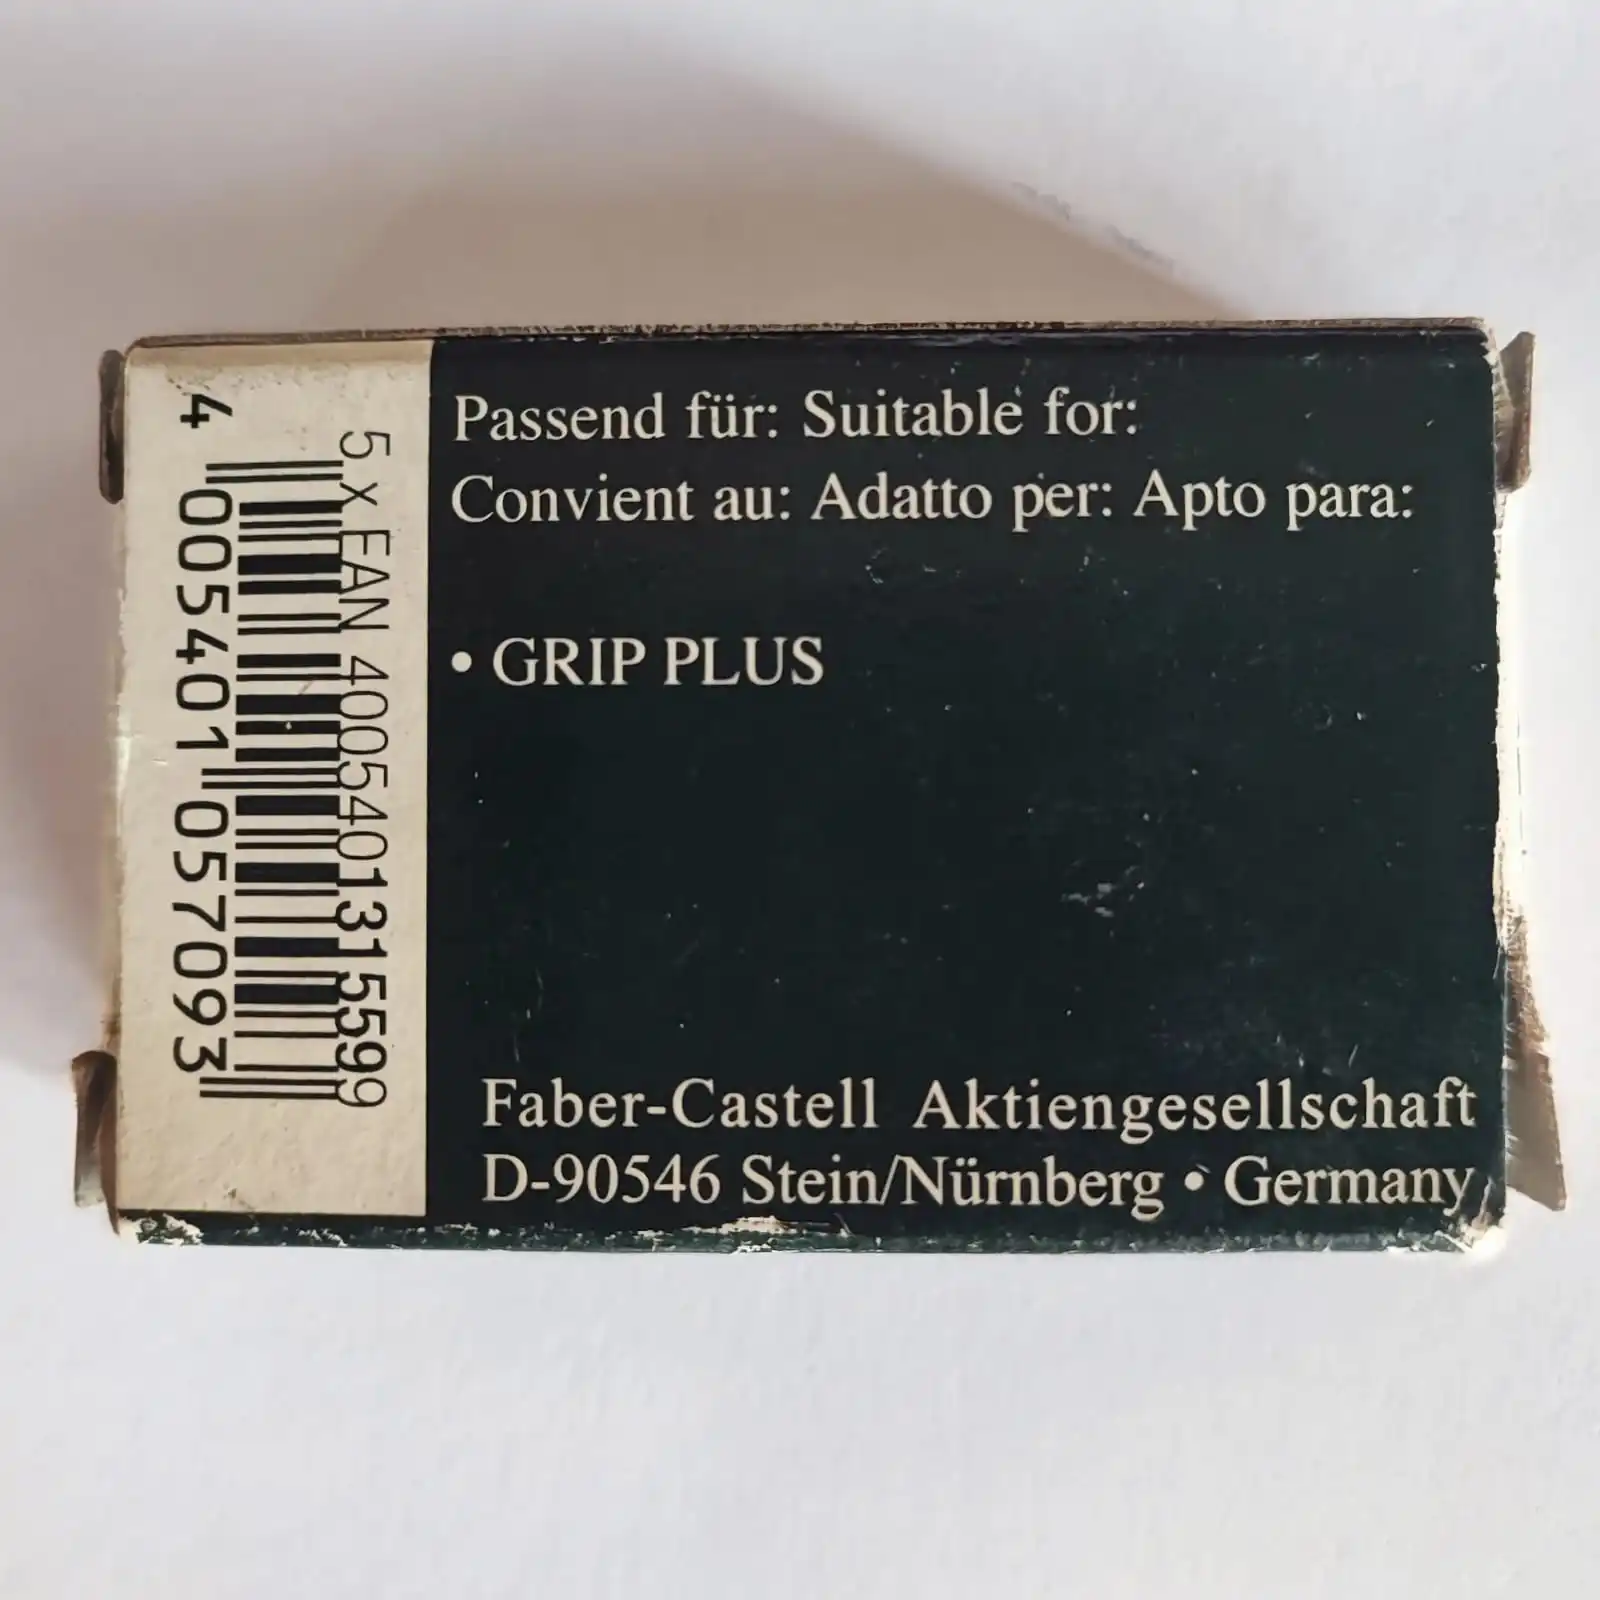 Passend für: Suitable for:
Convient au: Adatto per: Apto para:
• GRIP PLUS
Faber-Castell Aktiengesellschaft
D-90546 Stein/Nürnberg • Germany
5 x EAN 4005401315599
4 005401 057093